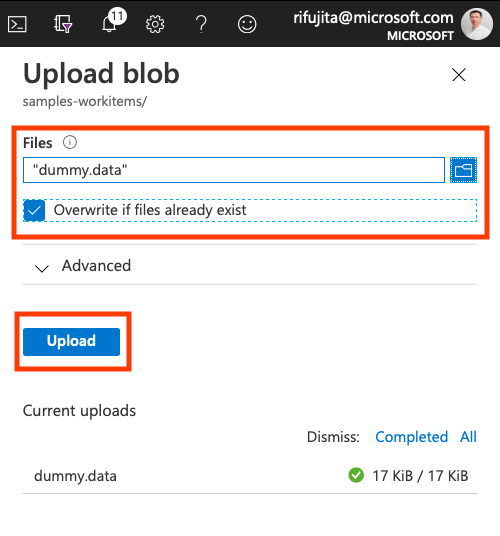 11
rifujita@microsoft.com
MICROSOFT
Upload blob
samples-workitems/
Files
"dummy.data"
Overwrite if files already exist
Advanced
Upload
Current uploads
Dismiss: Completed All
dummy.data 17 KiB / 17 KiB